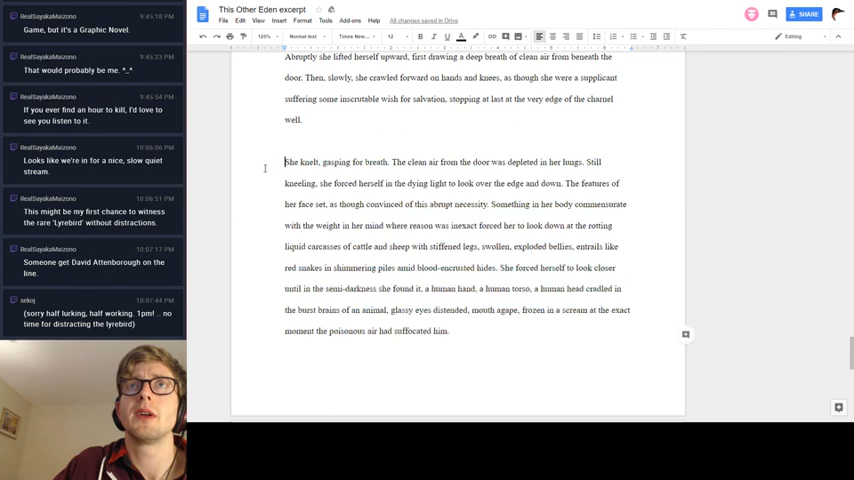 9:45:18 PM
RealSayakaMaizono
Game, but it's a Graphic Novel.
9:45:23 PM
RealSayakaMaizono
That would probably be me. ^_^
9:45:54 PM
RealSayakaMaizono
If you ever find an hour to kill, I'd love to
see you listen to it.
10:06:06 PM
RealSayakaMaizono
Looks like we're in for a nice, slow quiet
stream.
10:06:51 PM
RealSayakaMaizono
This might be my first chance to witness
the rare 'Lyrebird' without distractions.
10:07:17 PM
RealSayakaMaizono
Someone get David Attenborough on the
line.
10:07:44 PM
sekoj
(sorry half lurking, half working. 1pm! .. no
time for distracting the lyrebird)
This Other Eden excerpt
File Edit View Insert Format Tools Add-ons Help All changes saved in Drive
SHARE
125% Normal text Times New... 12 B I U A Editing
Abruptly she lifted herself upward, first drawing a deep breath of clean air from beneath the
door. Then, slowly, she crawled forward on hands and knees, as though she were a supplicant
suffering some inscrutable wish for salvation, stopping at last at the very edge of the charnel
well.
She knelt, gasping for breath. The clean air from the door was depleted in her lungs. Still
kneeling, she forced herself in the dying light to look over the edge and down. The features of
her face set, as though convinced of this abrupt necessity. Something in her body commensurate
with the weight in her mind where reason was inexact forced her to look down at the rotting
liquid carcasses of cattle and sheep with stiffened legs, swollen, exploded bellies, entrails like
red snakes in shimmering piles amid blood-encrusted hides. She forced herself to look closer
until in the semi-darkness she found it, a human hand, a human torso, a human head cradled in
the burst brains of an animal, glassy eyes distended, mouth agape, frozen in a scream at the exact
moment the poisonous air had suffocated him.